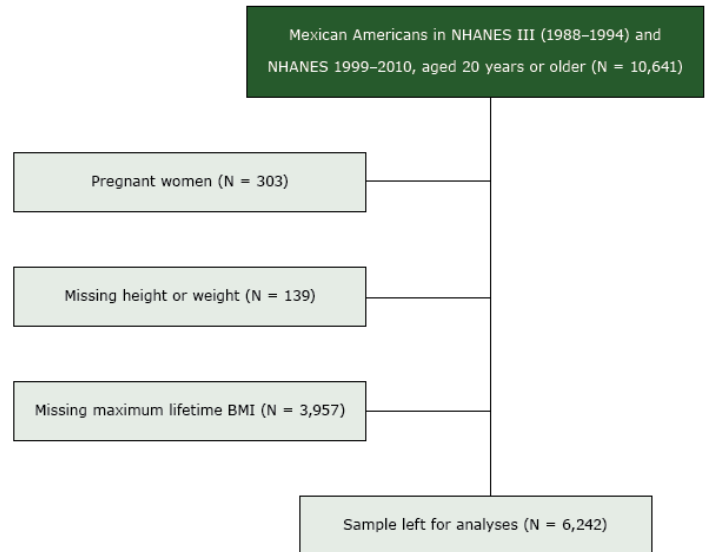 Mexican Americans in NHANES III (1988–1994) and
NHANES 1999–2010, aged 20 years or older (N = 10,641)
Pregnant women (N = 303)
Missing height or weight (N = 139)
Missing maximum lifetime BMI (N = 3,957)
Sample left for analyses (N = 6,242)